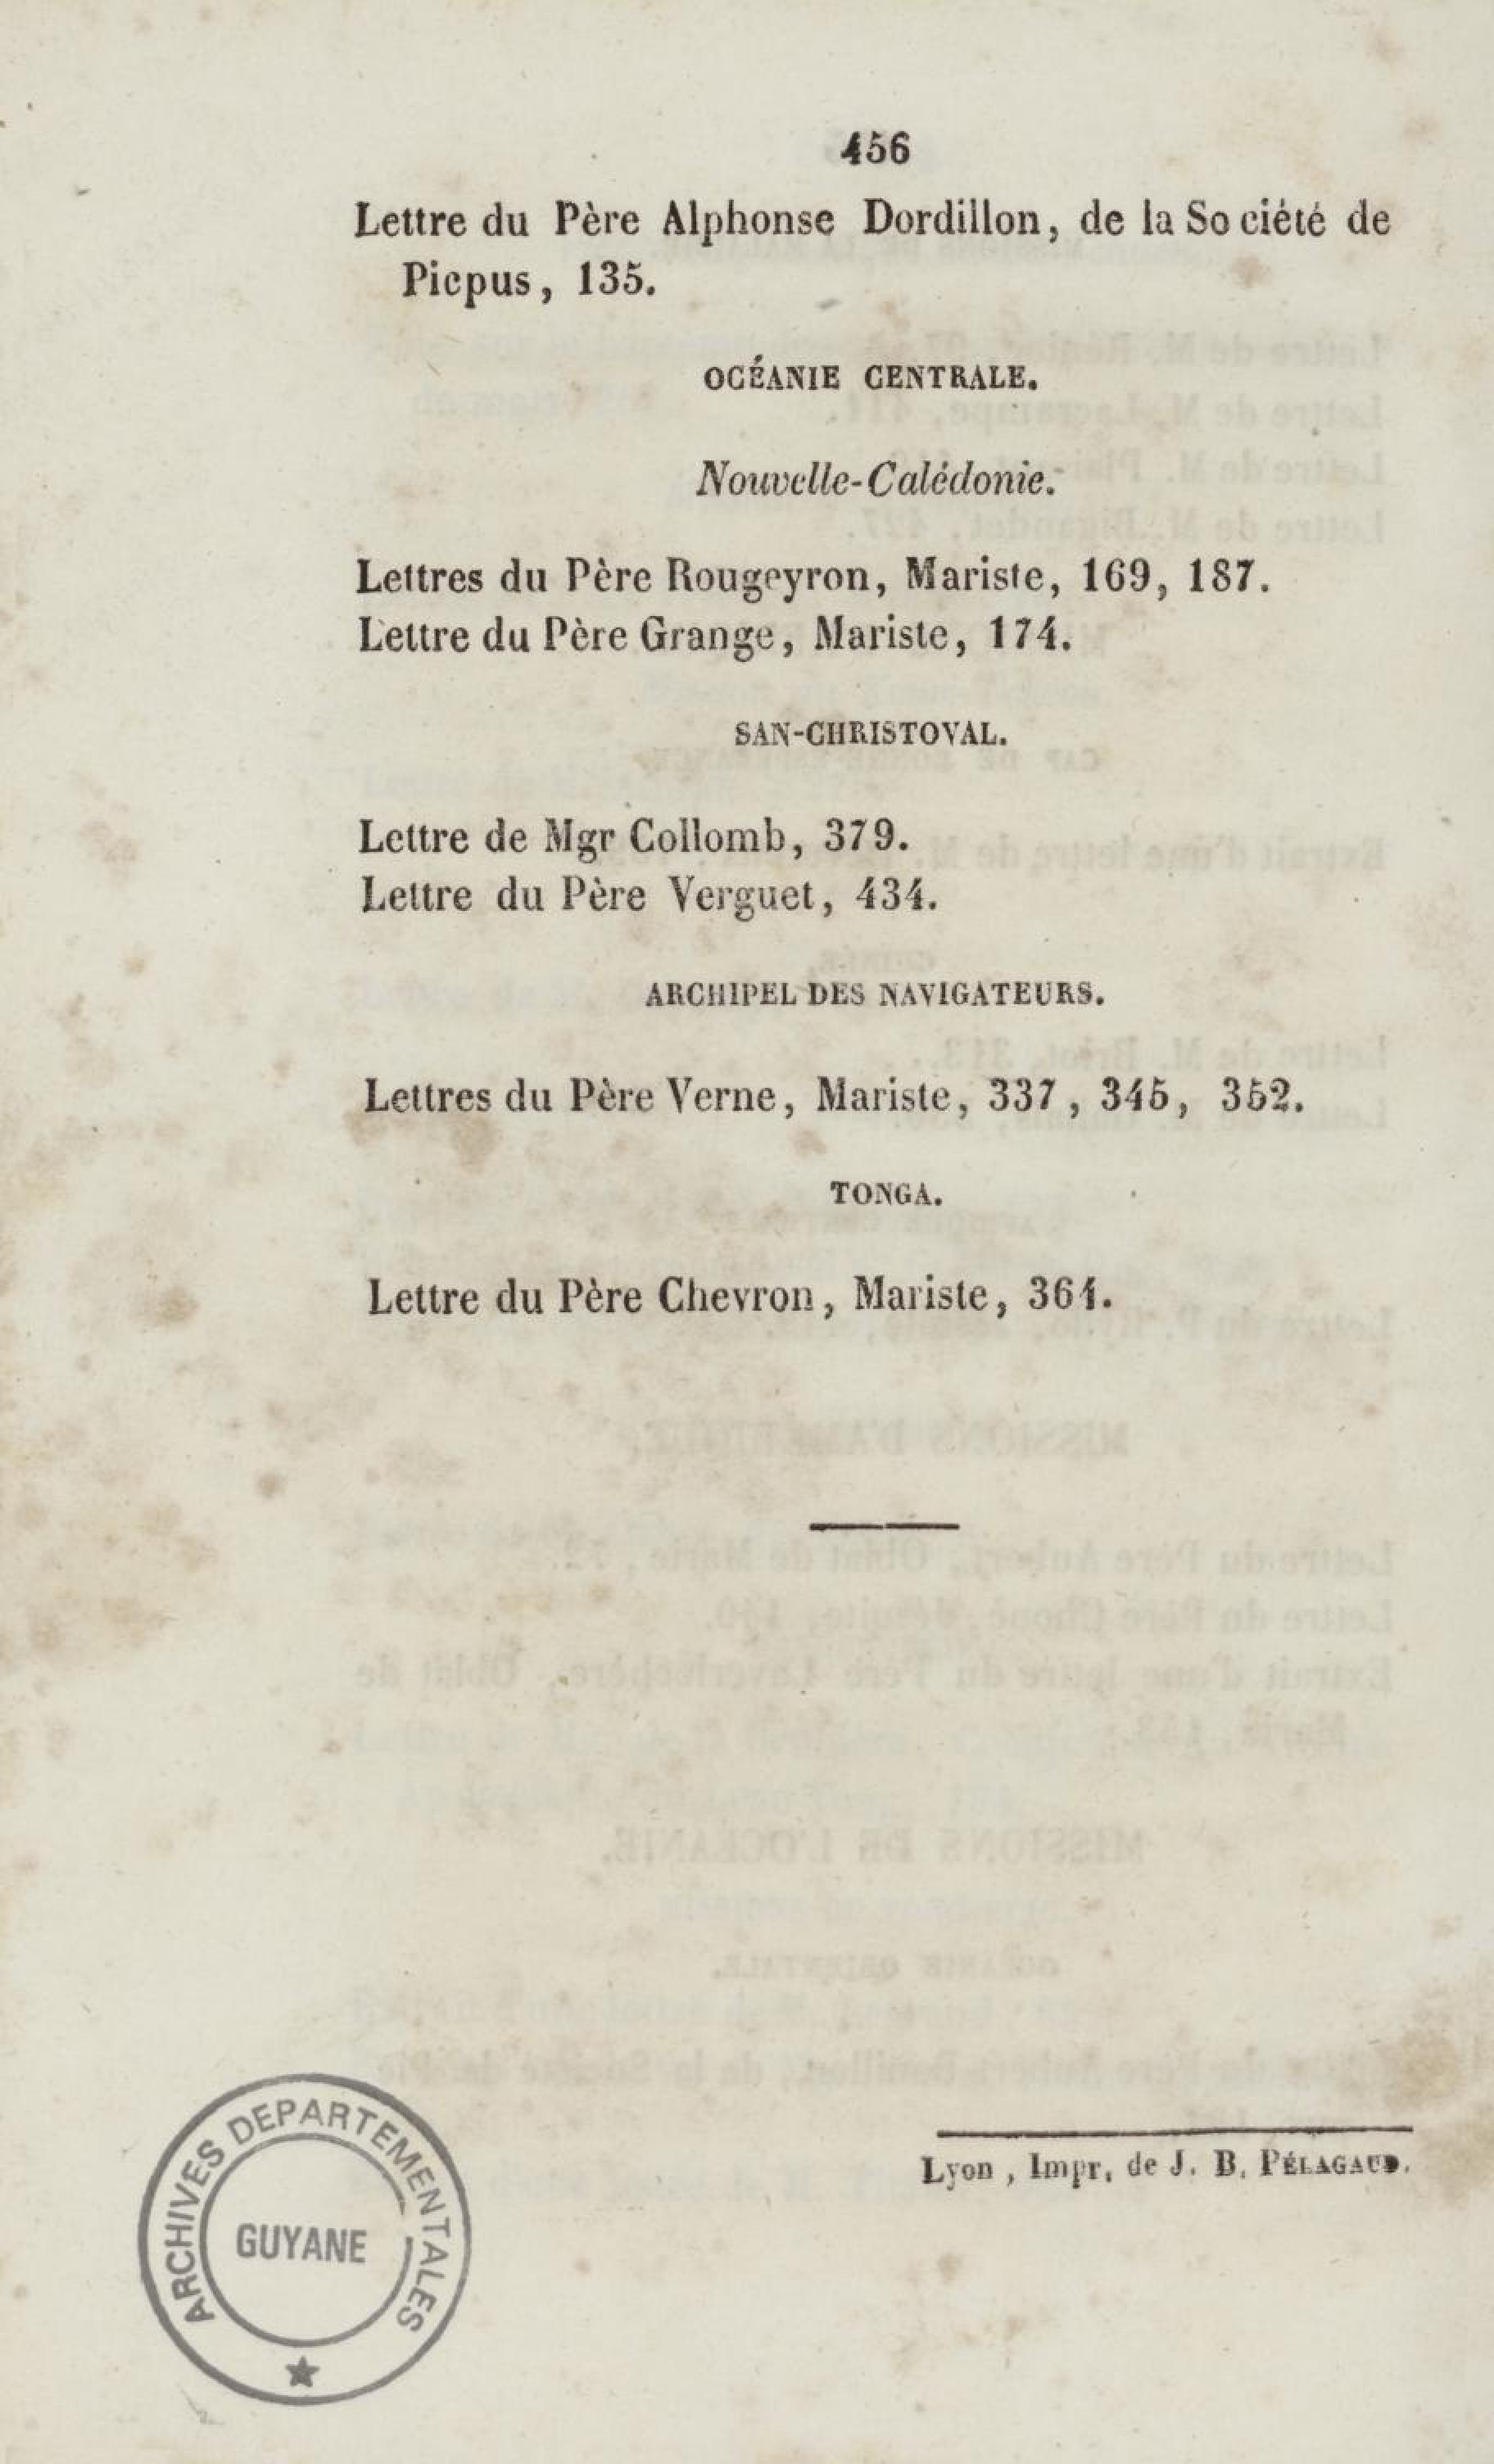 456
Lettre du Père Alphonse Dordillon, de la So ciété de
Picpus, 135.
OCÉANIE CENTRALE.
Nouvelle-Calédonie.
Lettres du Père Rougeyron, Mariste, 169, 187.
Lettre du Père Grange, Mariste, 174.
SAN-CHRISTOVAL.
Lettre de Mgr Collomb, 379.
Lettre du Père Verguet, 434.
ARCHIPEL DES NAVIGATEURS.
Lettres du Père Verne, Mariste, 337, 345, 352.
TONGA.
Lettre du Père Chevron, Mariste, 361.
Lyon, Impr. de J. B. PÉLAGAUD.
ARCHIVES DEPARTEMENTALES
GUYANE